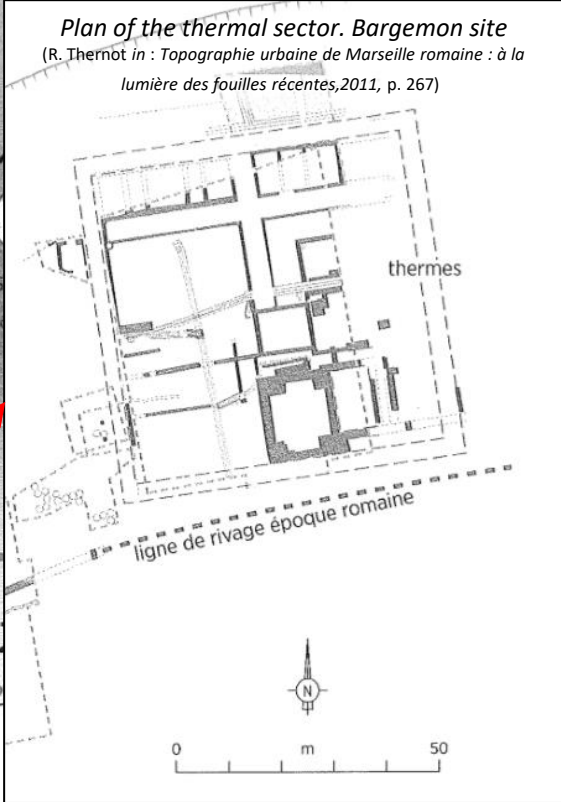 Plan of the thermal sector. Bargemon site
(R. Thernot in : Topographie urbaine de Marseille romaine : à la
lumière des fouilles récentes,2011, p. 267)
thermes
ligne de rivage époque romaine
N
0 m 50